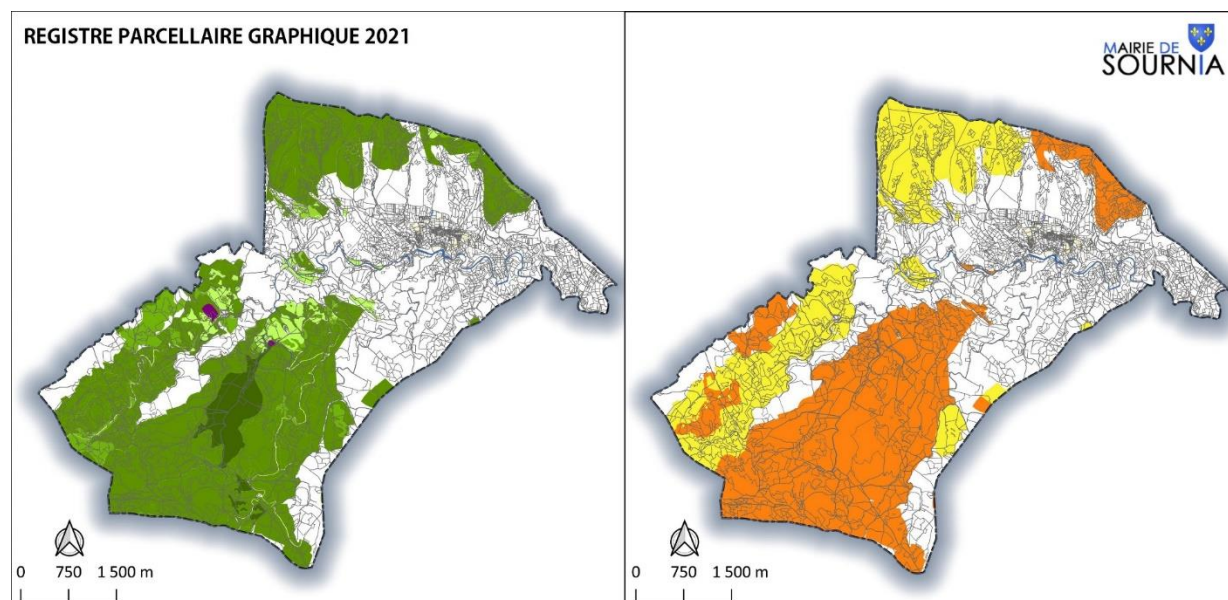 REGISTRE PARCELLAIRE GRAPHIQUE 2021
MAIRIE DE
SOURNIA
0 750 1 500 m
0 750 1 500 m